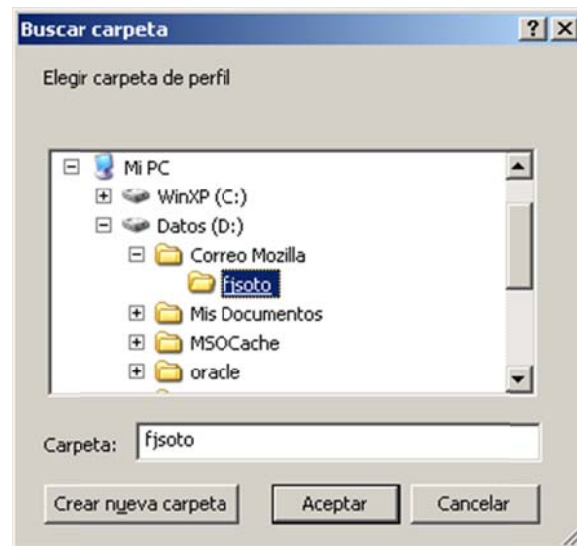 Buscar carpeta
Elegir carpeta de perfil
Mi PC
WinXP (C:)
Datos (D:)
Correo Mozilla
fjsoto
Mis Documentos
MSOCache
oracle
Carpeta: fjsoto
Crear nueva carpeta Aceptar Cancelar